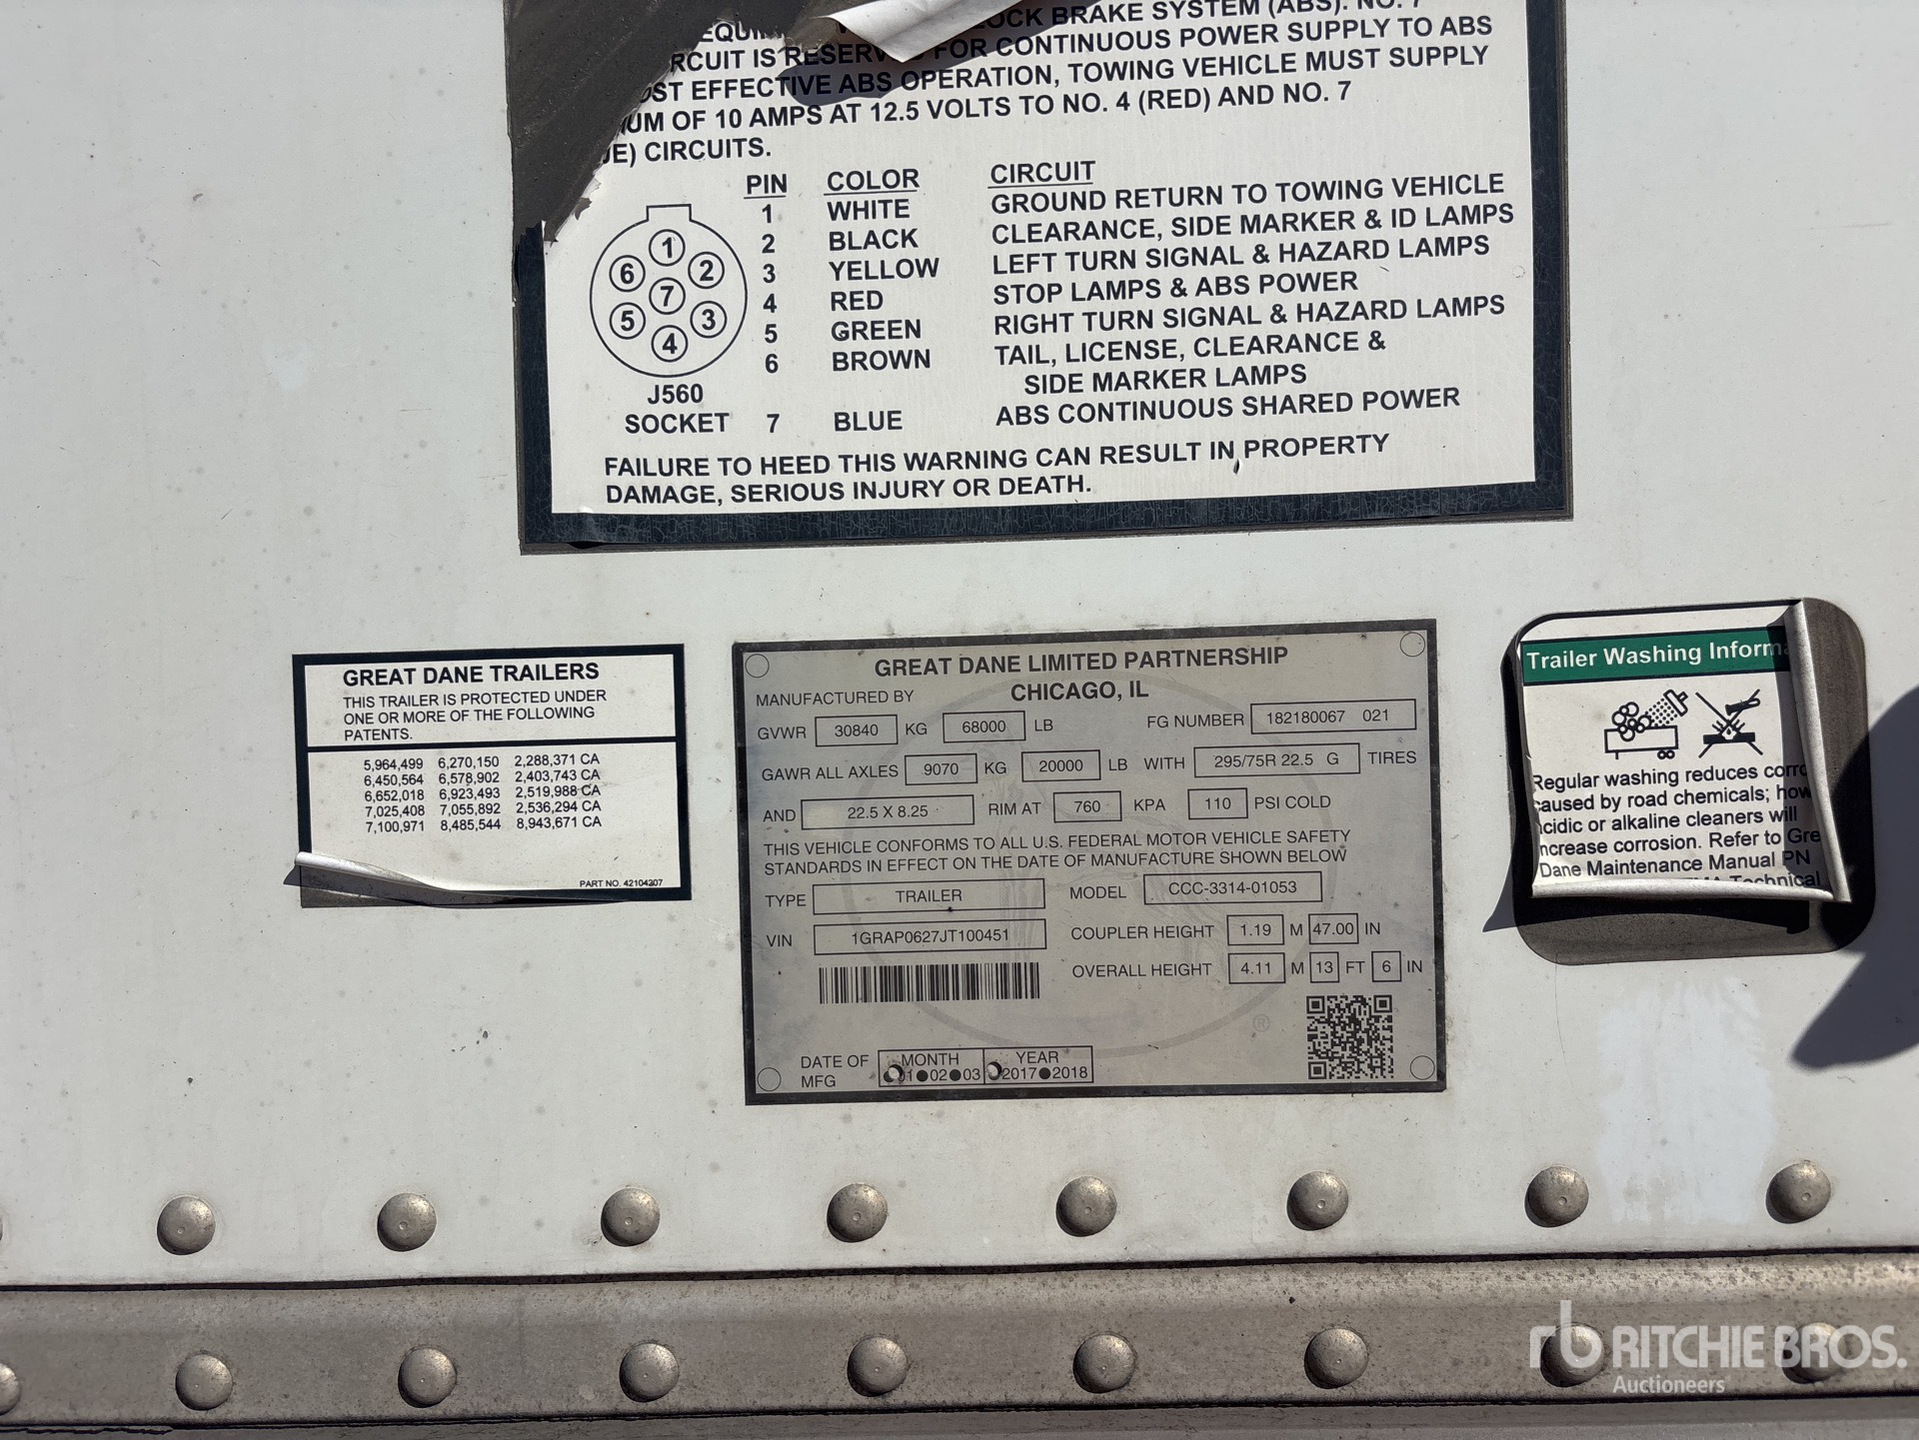 OCK BRAKE SYSTEM (ABS). NO. 7
RCUIT IS RESERV FOR CONTINUOUS POWER SUPPLY TO ABS
OST EFFECTIVE ABS OPERATION, TOWING VEHICLE MUST SUPPLY
UM OF 10 AMPS AT 12.5 VOLTS TO NO. 4 (RED) AND NO. 7
UE) CIRCUITS.
PIN COLOR CIRCUIT
1 WHITE GROUND RETURN TO TOWING VEHICLE
2 BLACK CLEARANCE, SIDE MARKER & ID LAMPS
3 YELLOW LEFT TURN SIGNAL & HAZARD LAMPS
4 RED STOP LAMPS & ABS POWER
5 GREEN RIGHT TURN SIGNAL & HAZARD LAMPS
6 BROWN TAIL, LICENSE, CLEARANCE &
SIDE MARKER LAMPS
7 BLUE ABS CONTINUOUS SHARED POWER
1
6 2
7
5 3
4
J560
SOCKET
FAILURE TO HEED THIS WARNING CAN RESULT IN PROPERTY
DAMAGE, SERIOUS INJURY OR DEATH.
GREAT DANE TRAILERS
THIS TRAILER IS PROTECTED UNDER
ONE OR MORE OF THE FOLLOWING
PATENTS.
5,964,499 6,270,150 2,288,371 CA
6,450,564 6,578,902 2,403,743 CA
6,652,018 6,923,493 2,519,988 CA
7,025,408 7,055,892 2,536,294 CA
7,100,971 8,485,544 8,943,671 CA
PART NO. 42104207
GREAT DANE LIMITED PARTNERSHIP
MANUFACTURED BY CHICAGO, IL
GVWR 30840 KG 68000 LB FG NUMBER 182180067 021
GAWR ALL AXLES 9070 KG 20000 LB WITH 295/75R 22.5 G TIRES
AND 22.5 X 8.25 RIM AT 760 KPA 110 PSI COLD
THIS VEHICLE CONFORMS TO ALL U.S. FEDERAL MOTOR VEHICLE SAFETY
STANDARDS IN EFFECT ON THE DATE OF MANUFACTURE SHOWN BELOW
TYPE TRAILER MODEL CCC-3314-01053
VIN 1GRAP0627JT100451 COUPLER HEIGHT 1.19 M 47.00 IN
OVERALL HEIGHT 4.11 M 13 FT 6 IN
®
DATE OF MFG MONTH YEAR
01 02 03 2017 2018
Trailer Washing Informa
Regular washing reduces corro
caused by road chemicals; how
acidic or alkaline cleaners will
increase corrosion. Refer to Gre
Dane Maintenance Manual PN
Technical
rb RITCHIE BROS.
Auctioneers